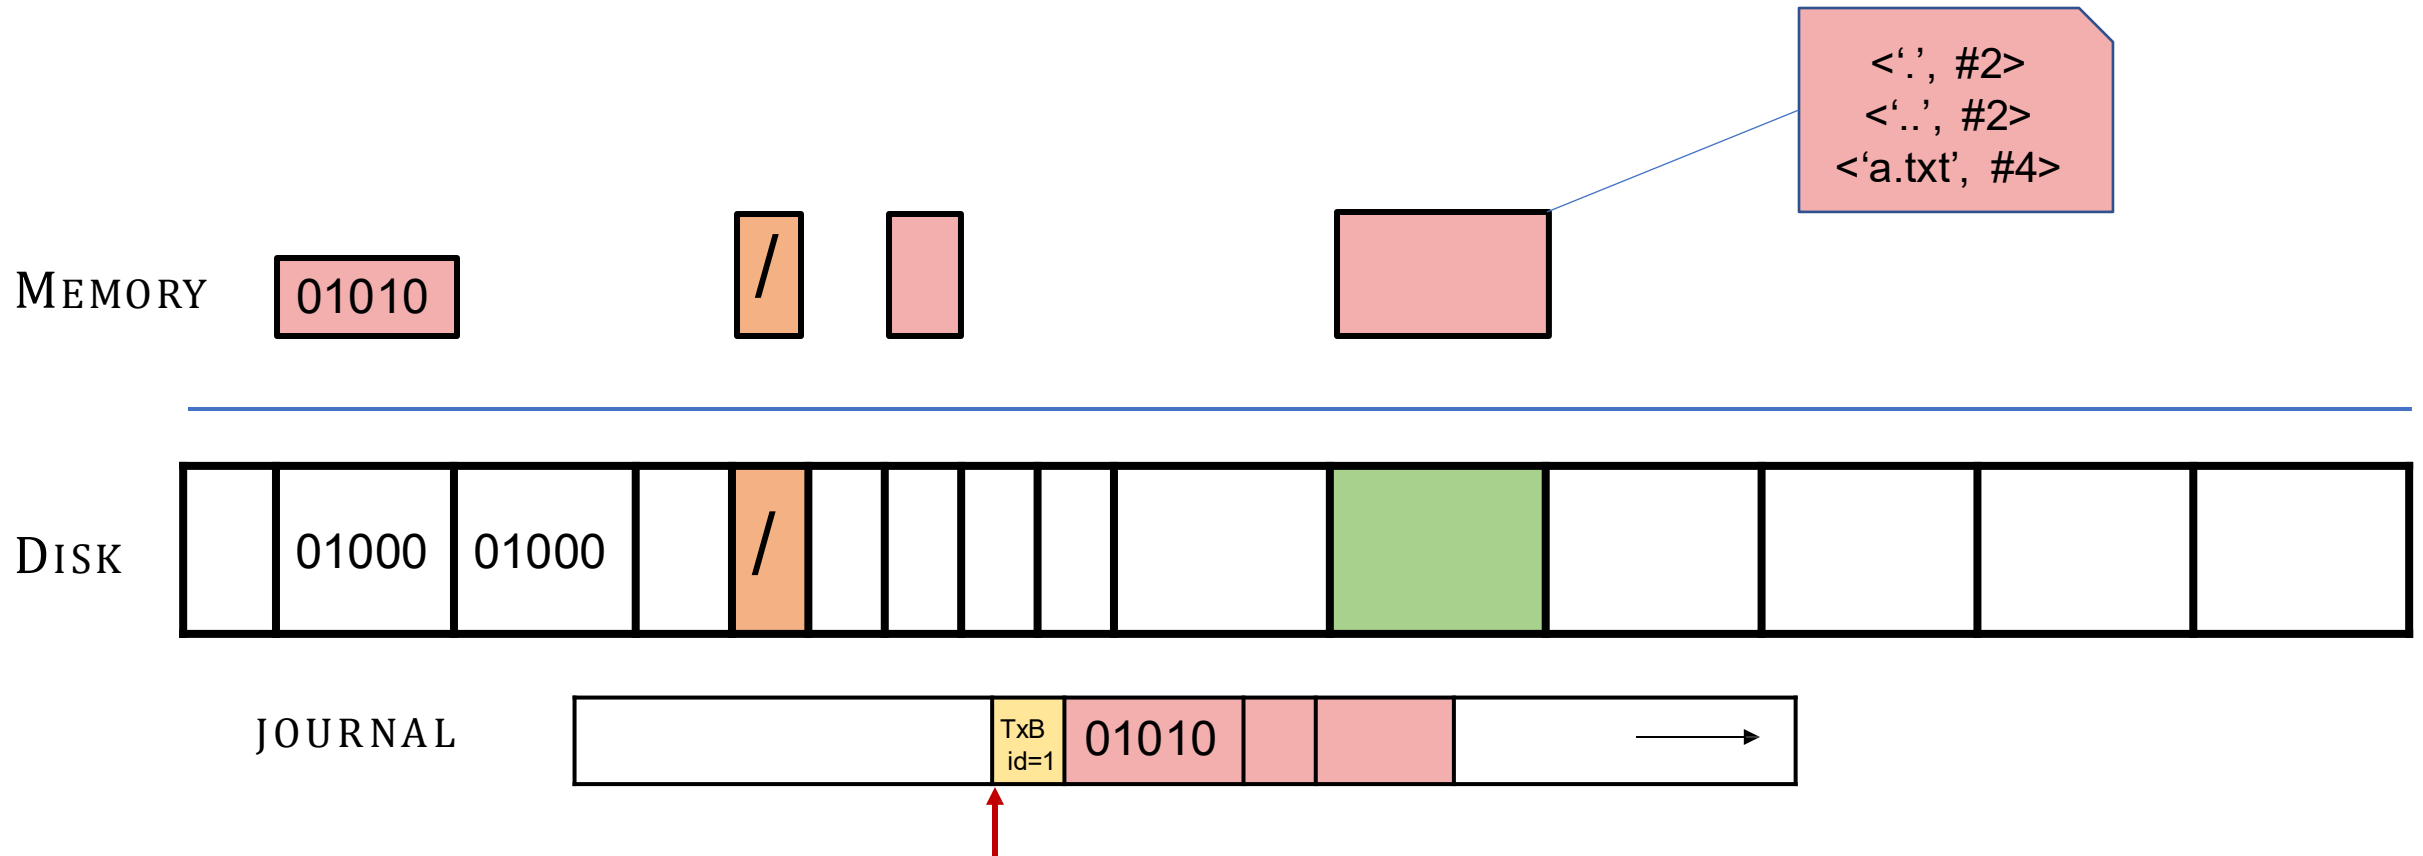 <‘.’, #2>
<‘..’, #2>
<‘a.txt’, #4>
MEMORY
01010
/
DISK
01000
01000
/
JOURNAL
TxB
id=1
01010